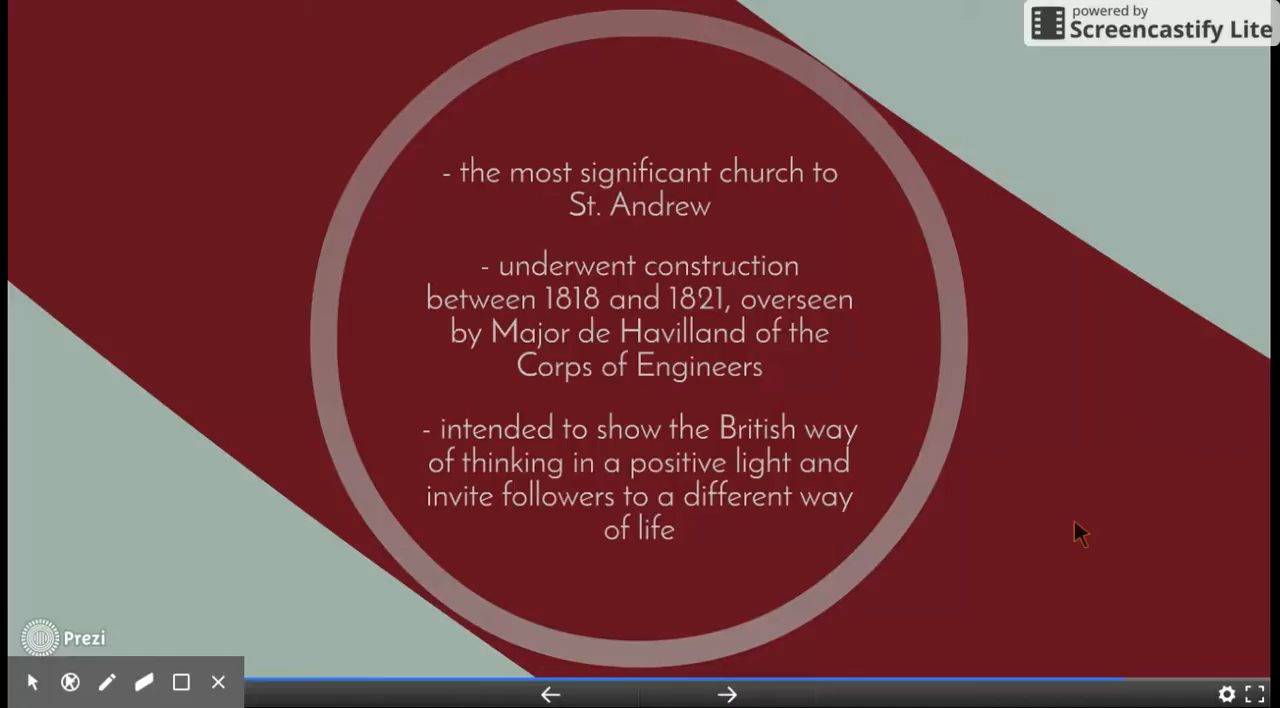 powered by
Screencastify Lite
- the most significant church to
St. Andrew
- underwent construction
between 1818 and 1821, overseen
by Major de Havilland of the
Corps of Engineers
- intended to show the British way
of thinking in a positive light and
invite followers to a different way
of life
Prezi